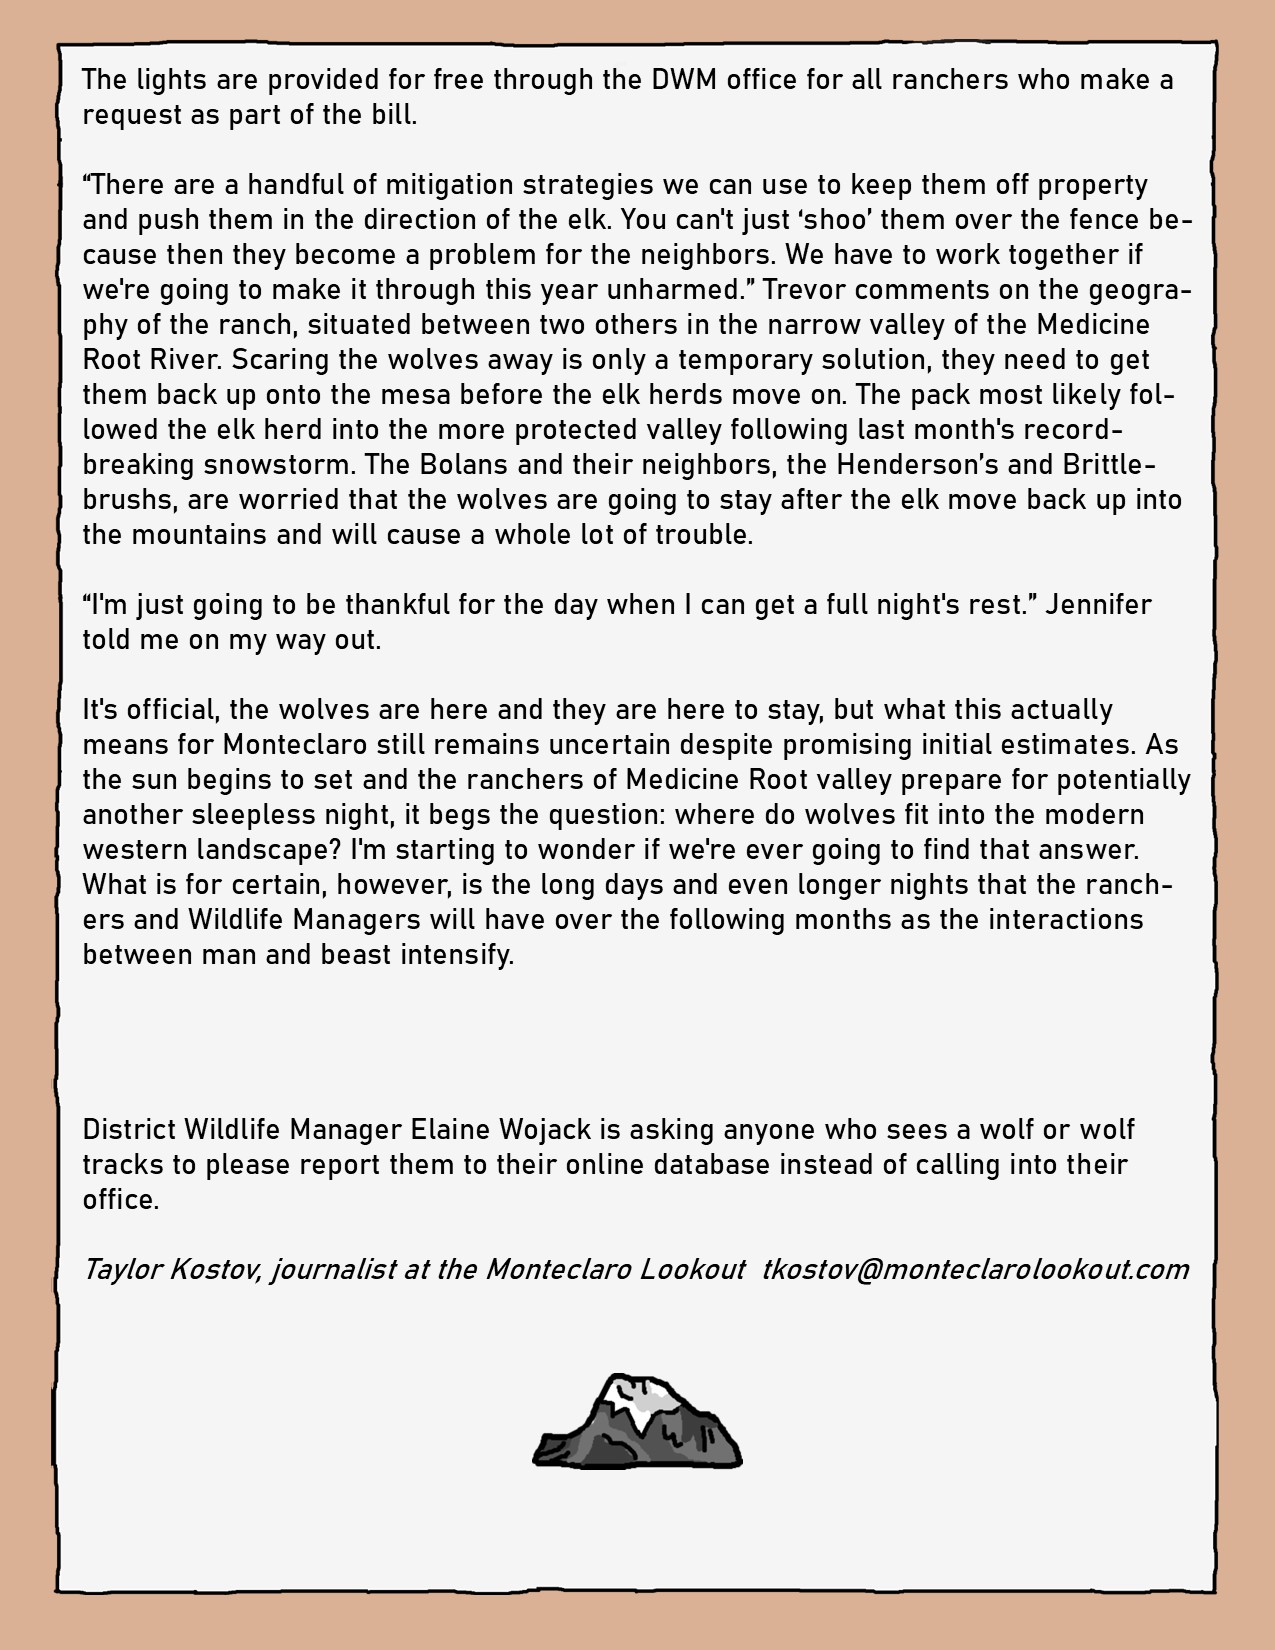 The lights are provided for free through the DWM office for all ranchers who make a
request as part of the bill.
“There are a handful of mitigation strategies we can use to keep them off property
and push them in the direction of the elk. You can't just ‘shoo’ them over the fence be-
cause then they become a problem for the neighbors. We have to work together if
we're going to make it through this year unharmed.” Trevor comments on the geogra-
phy of the ranch, situated between two others in the narrow valley of the Medicine
Root River. Scaring the wolves away is only a temporary solution, they need to get
them back up onto the mesa before the elk herds move on. The pack most likely fol-
lowed the elk herd into the more protected valley following last month's record-
breaking snowstorm. The Bolans and their neighbors, the Henderson’s and Brittle-
brushs, are worried that the wolves are going to stay after the elk move back up into
the mountains and will cause a whole lot of trouble.
“I'm just going to be thankful for the day when I can get a full night's rest.” Jennifer
told me on my way out.
It's official, the wolves are here and they are here to stay, but what this actually
means for Monteclaro still remains uncertain despite promising initial estimates. As
the sun begins to set and the ranchers of Medicine Root valley prepare for potentially
another sleepless night, it begs the question: where do wolves fit into the modern
western landscape? I'm starting to wonder if we're ever going to find that answer.
What is for certain, however, is the long days and even longer nights that the ranch-
ers and Wildlife Managers will have over the following months as the interactions
between man and beast intensify.
District Wildlife Manager Elaine Wojack is asking anyone who sees a wolf or wolf
tracks to please report them to their online database instead of calling into their
office.
Taylor Kostov, journalist at the Monteclaro Lookout  tkostov@monteclarolookout.com